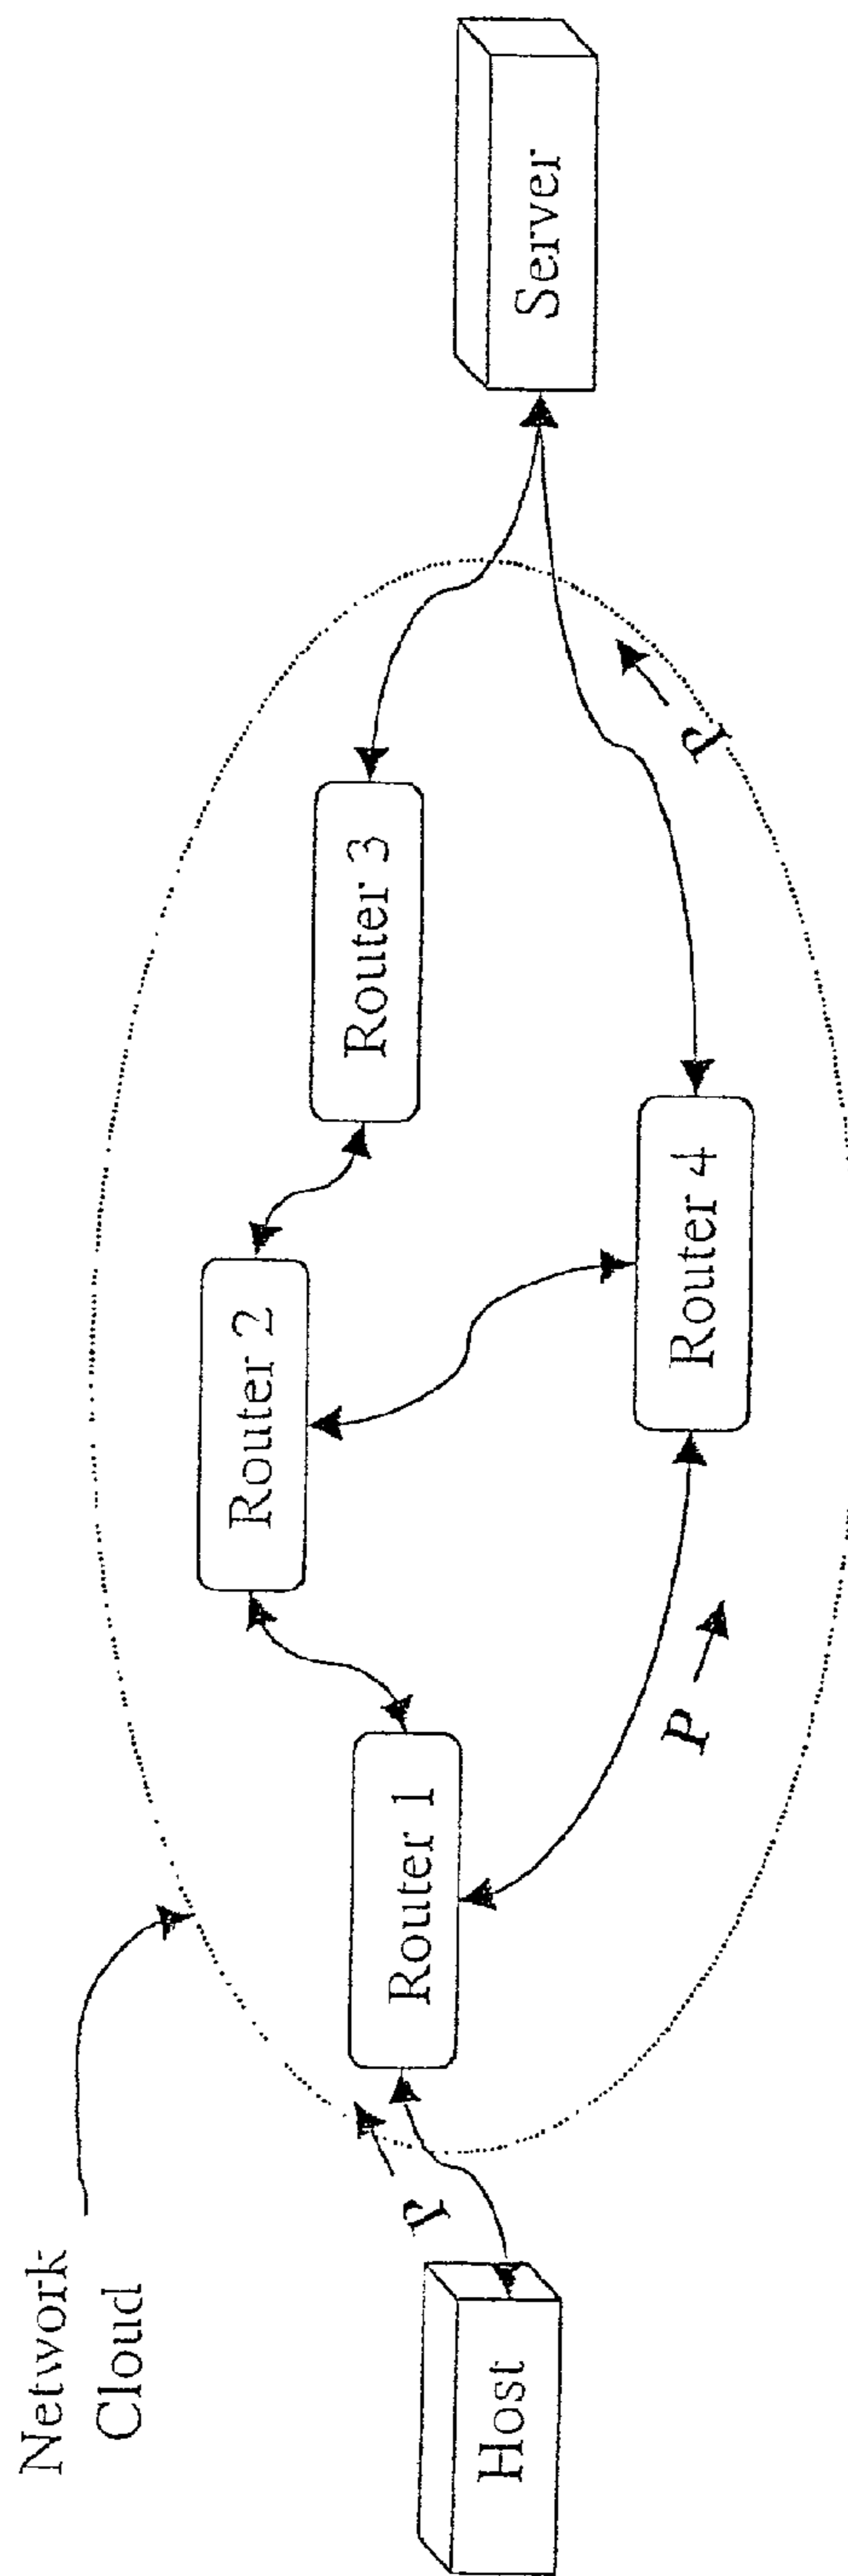 Network
Cloud
Host
P
Router 1
P
Router 2
Router 3
Router 4
P
Server